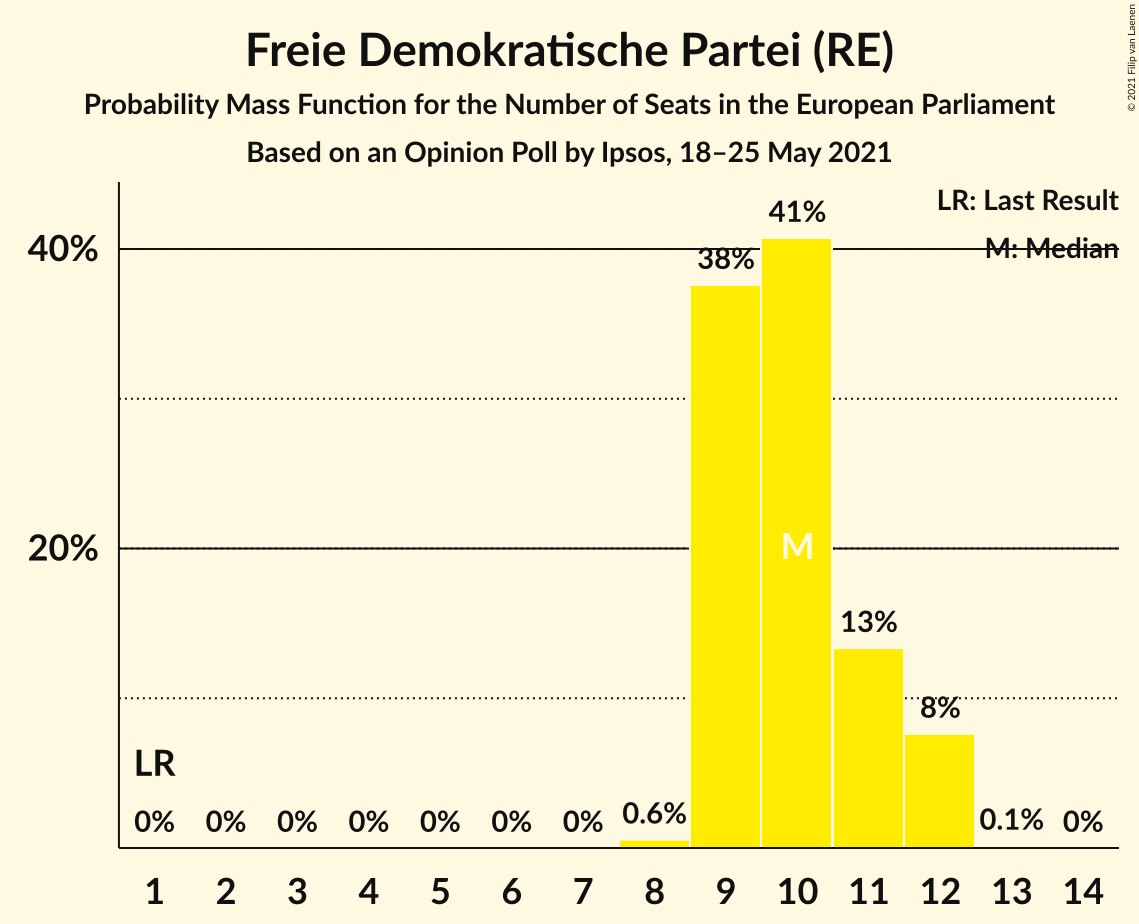 Freie Demokratische Partei (RE)
Probability Mass Function for the Number of Seats in the European Parliament
Based on an Opinion Poll by Ipsos, 18–25 May 2021
© 2021 Filip van Laenen
LR: Last Result
M: Median
40%
20%
41%
38%
M
13%
8%
LR
0% 0% 0% 0% 0% 0% 0% 0.6% 0.1% 0%
1 2 3 4 5 6 7 8 9 10 11 12 13 14